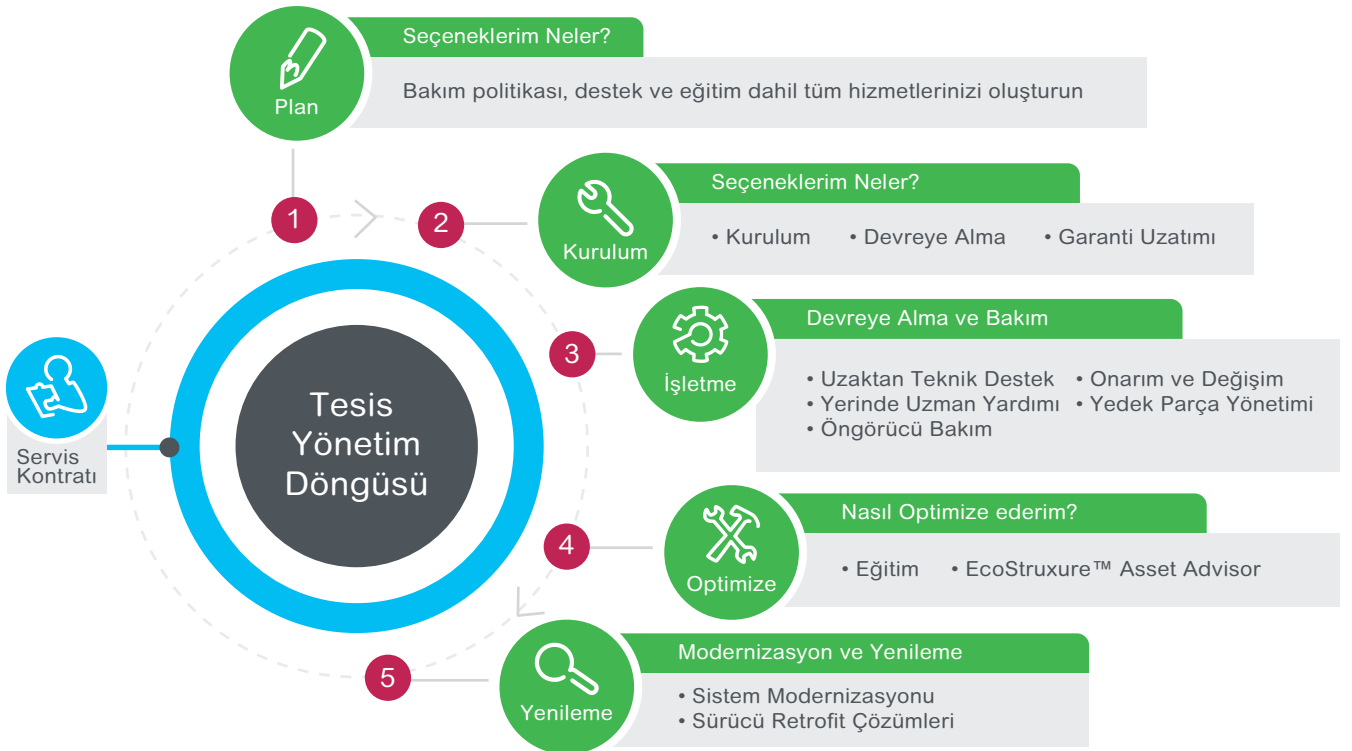 Seçeneklerim Neler?
Bakım politikası, destek ve eğitim dahil tüm hizmetlerinizi oluşturun
Plan
1
2
Seçeneklerim Neler?
• Kurulum • Devreye Alma • Garanti Uzatımı
Kurulum
3
Devreye Alma ve Bakım
İşletme
• Uzaktan Teknik Destek • Onarım ve Değişim
• Yerinde Uzman Yardımı • Yedek Parça Yönetimi
• Öngörücü Bakım
Tesis
Yönetim
Döngüsü
Servis
Kontratı
4
Nasıl Optimize ederim?
• Eğitim • EcoStruxure™ Asset Advisor
Optimize
5
Modernizasyon ve Yenileme
• Sistem Modernizasyonu
• Sürücü Retrofit Çözümleri
Yenileme